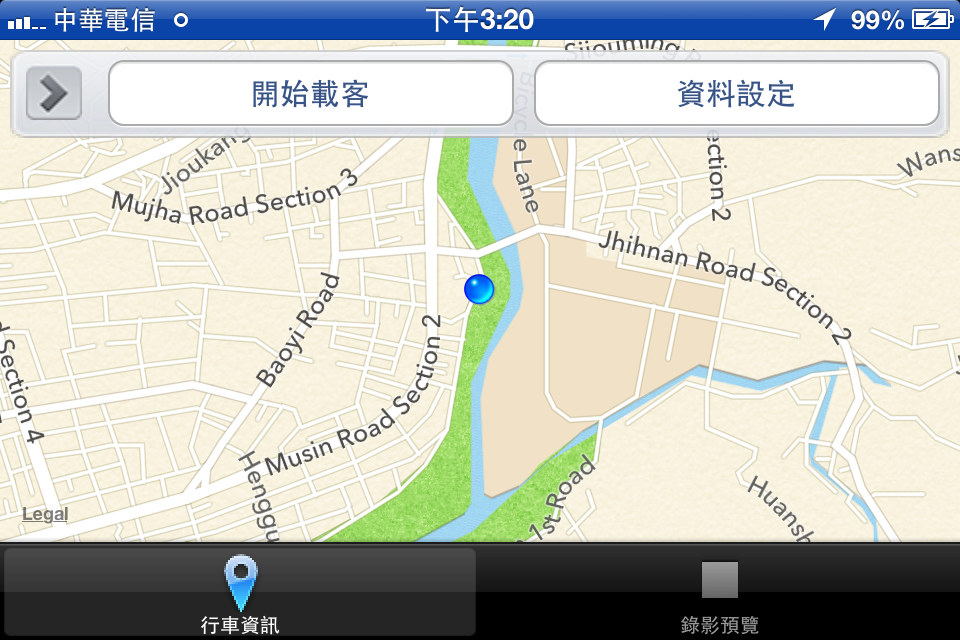 中華電信
下午3:20
99%
Sijouming R
開始載客
資料設定
Bicycle Lane
Jioukang
ection 2
Wans
Mujha Road Section 3
Jhihnan Road Section 2
Baoyi Road
Section 4
Musin Road Section 2
Henggu
1st Road
Huansh
Legal
行車資訊
錄影預覽